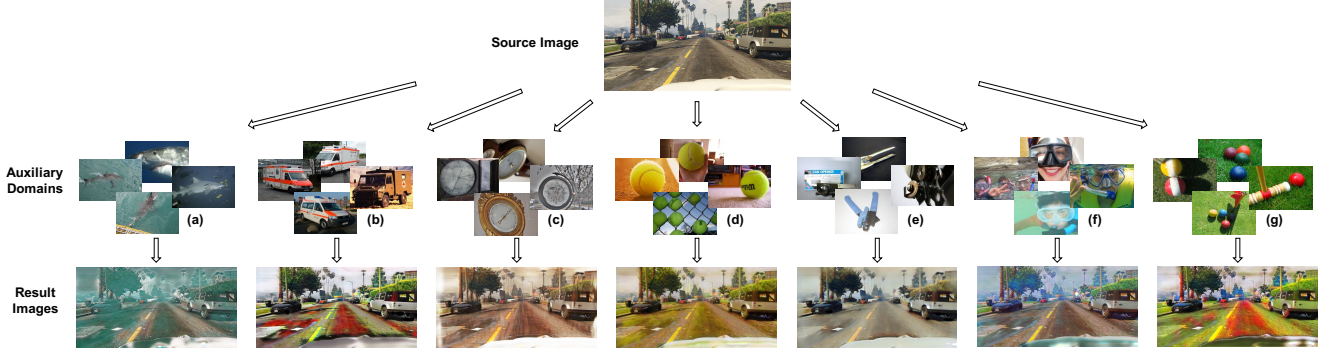 Source Image
Auxiliary
Domains
(a)
(b)
(c)
(d)
(e)
(f)
(g)
Result
Images